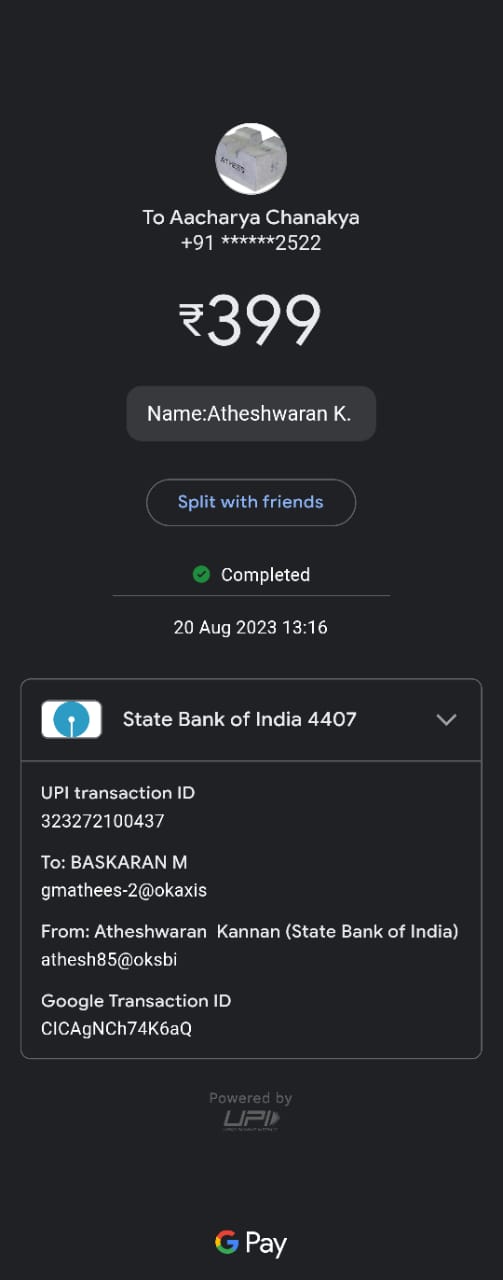 ATHEES
To Aacharya Chanakya
+91 ******2522
₹399
Name:Atheshwaran K.
Split with friends
Completed
20 Aug 2023 13:16
State Bank of India 4407
UPI transaction ID
323272100437
To: BASKARAN M
gmathees-2@okaxis
From: Atheshwaran Kannan (State Bank of India)
athesh85@oksbi
Google Transaction ID
CICAgNCh74K6aQ
Powered by
UPI
G Pay